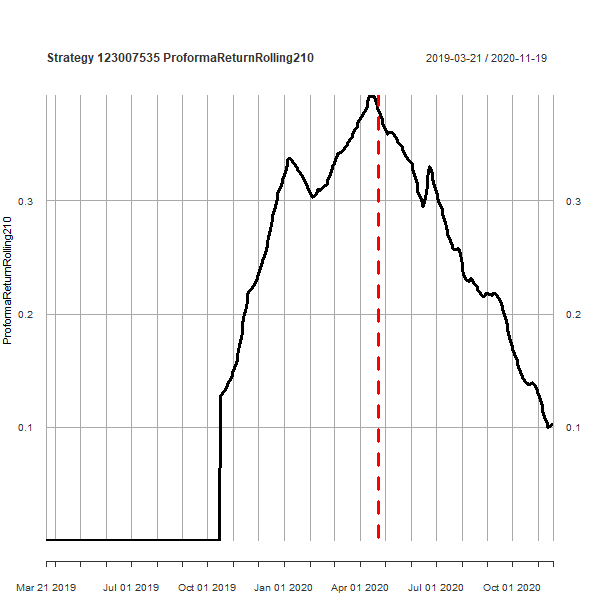 Strategy 123007535 ProformaReturnRolling210
2019-03-21 / 2020-11-19
ProformaReturnRolling210
0.3
0.3
0.2
0.2
0.1
0.1
Mar 21 2019
Jul 01 2019
Oct 01 2019
Jan 01 2020
Apr 01 2020
Jul 01 2020
Oct 01 2020